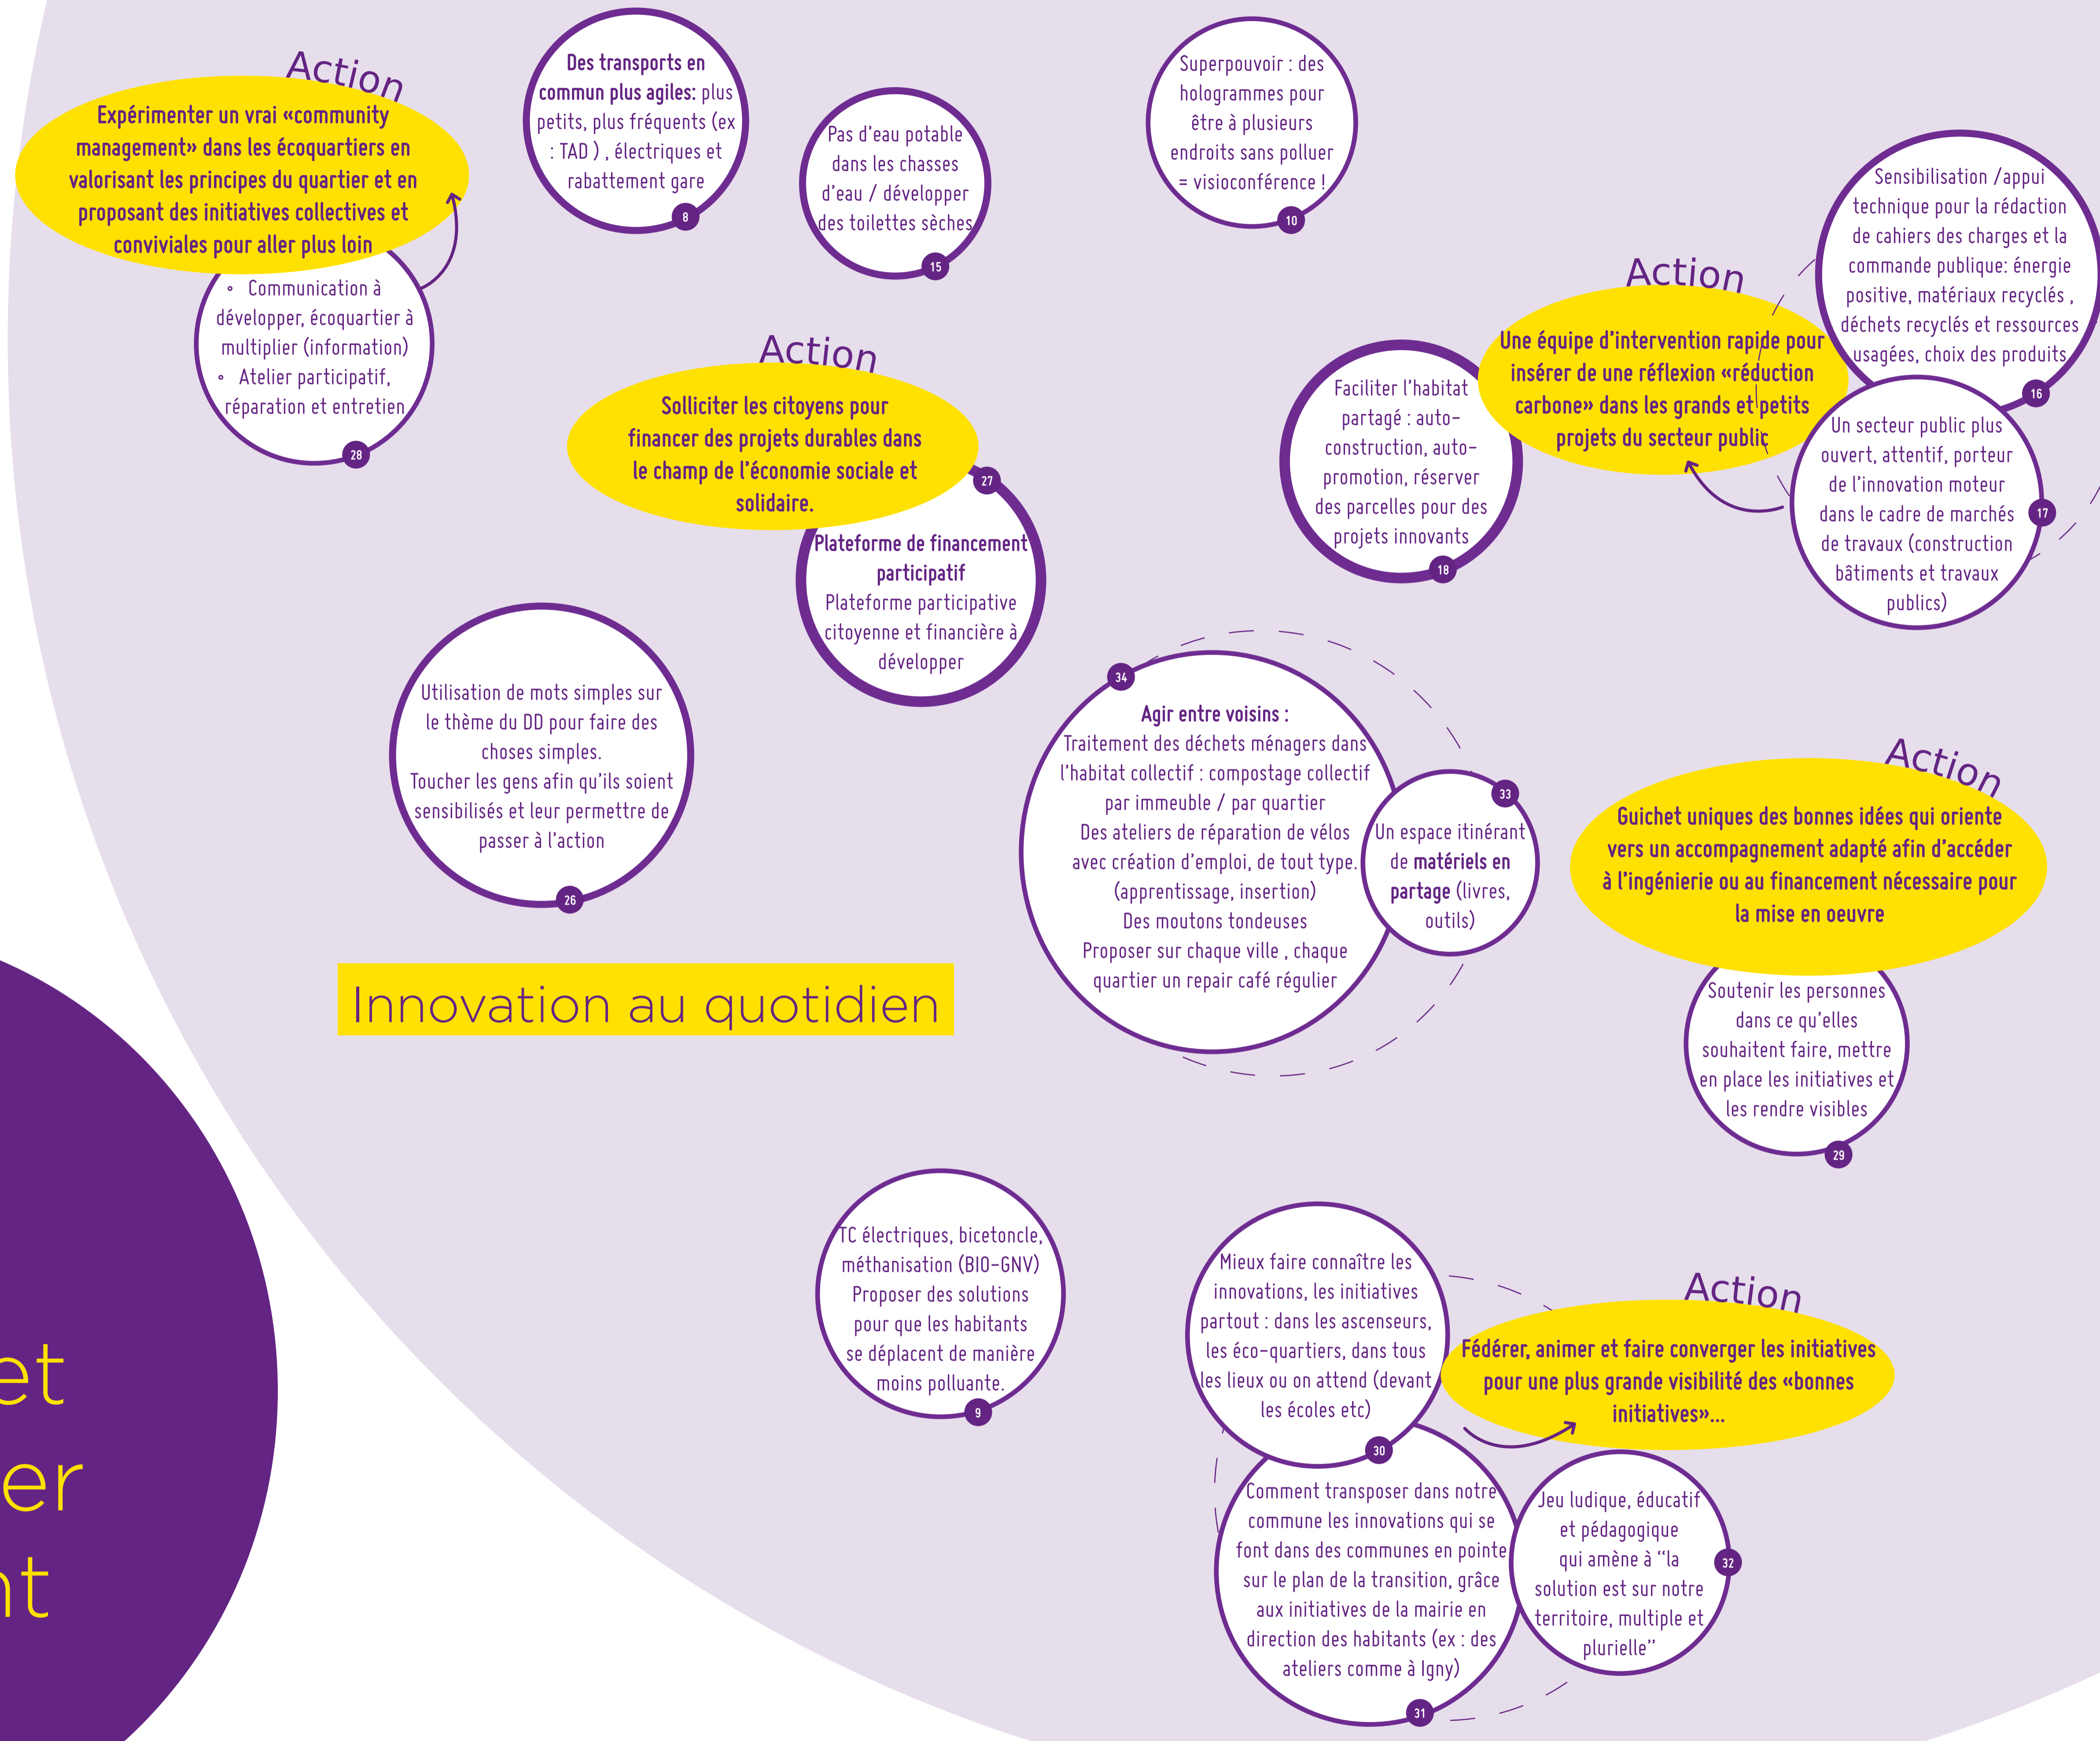 Action
Expérimenter un vrai «community
management» dans les écoquartiers en
valorisant les principes du quartier et en
proposant des initiatives collectives et
conviviales pour aller plus loin
° Communication à
développer, écoquartier à
multiplier (information)
° Atelier participatif,
réparation et entretien
28
Des transports en
commun plus agiles: plus
petits, plus fréquents (ex
: TAD ) , électriques et
rabattement gare
8
Pas d'eau potable
dans les chasses
d'eau / développer
des toilettes sèches
15
Superpouvoir : des
hologrammes pour
être à plusieurs
endroits sans polluer
= visioconférence !
10
Sensibilisation /appui
technique pour la rédaction
de cahiers des charges et la
commande publique: énergie
positive, matériaux recyclés ,
déchets recyclés et ressources
usagées, choix des produits
16
Action
Une équipe d'intervention rapide pour
insérer de une réflexion «réduction
carbone» dans les grands et petits
projets du secteur public
Un secteur public plus
ouvert, attentif, porteur
de l'innovation moteur
dans le cadre de marchés
de travaux (construction
bâtiments et travaux
publics)
17
Faciliter l'habitat
partagé : auto-
construction, auto-
promotion, réserver
des parcelles pour des
projets innovants
18
Action
Solliciter les citoyens pour
financer des projets durables dans
le champ de l'économie sociale et
solidaire.
27
Plateforme de financement
participatif
Plateforme participative
citoyenne et financière à
développer
Utilisation de mots simples sur
le thème du DD pour faire des
choses simples.
Toucher les gens afin qu'ils soient
sensibilisés et leur permettre de
passer à l'action
26
34
Agir entre voisins :
Traitement des déchets ménagers dans
l'habitat collectif : compostage collectif
par immeuble / par quartier
Des ateliers de réparation de vélos
avec création d'emploi, de tout type.
(apprentissage, insertion)
Des moutons tondeuses
Proposer sur chaque ville , chaque
quartier un repair café régulier
33
Un espace itinérant
de matériels en
partage (livres,
outils)
Action
Guichet uniques des bonnes idées qui oriente
vers un accompagnement adapté afin d'accéder
à l'ingénierie ou au financement nécessaire pour
la mise en oeuvre
Soutenir les personnes
dans ce qu'elles
souhaitent faire, mettre
en place les initiatives et
les rendre visibles
29
Innovation au quotidien
TC électriques, bicetoncle,
méthanisation (BIO-GNV)
Proposer des solutions
pour que les habitants
se déplacent de manière
moins polluante.
9
Mieux faire connaître les
innovations, les initiatives
partout : dans les ascenseurs,
les éco-quartiers, dans tous
les lieux ou on attend (devant
les écoles etc)
30
Action
Fédérer, animer et faire converger les initiatives
pour une plus grande visibilité des «bonnes
initiatives»...
Comment transposer dans notre
commune les innovations qui se
font dans des communes en pointe
sur le plan de la transition, grâce
aux initiatives de la mairie en
direction des habitants (ex : des
ateliers comme à Igny)
31
Jeu ludique, éducatif
et pédagogique
qui amène à “la
solution est sur notre
territoire, multiple et
plurielle”
32
et
er
nt